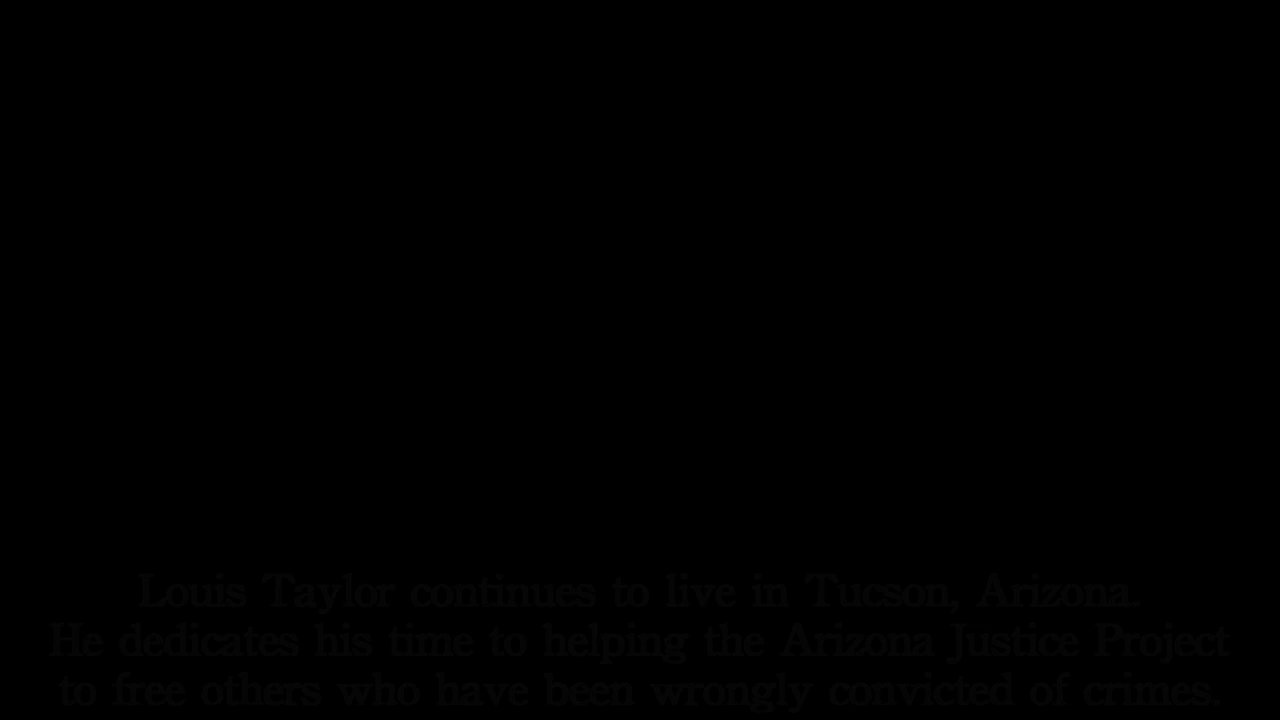 Louis Taylor continues to live in Tucson, Arizona.
He dedicates his time to helping the Arizona Justice Project
to free others who have been wrongly convicted of crimes.